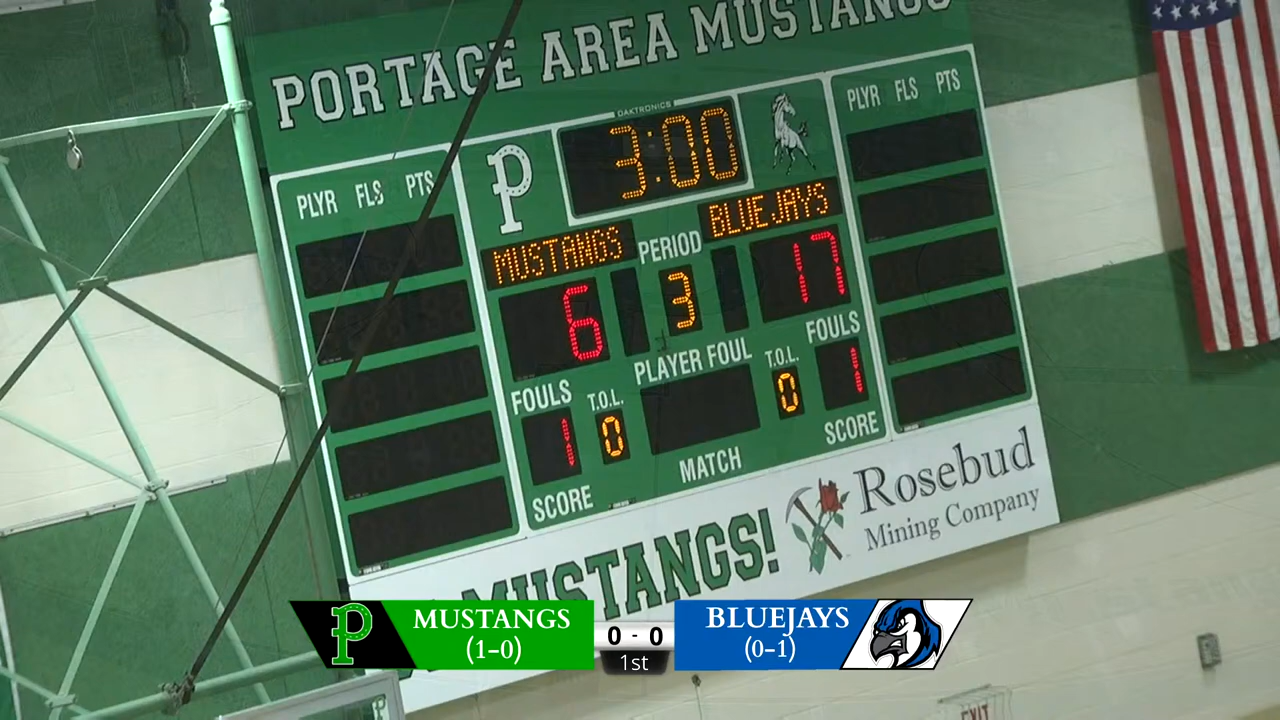 PORTAGE AREA MUSTANGS
DAKTRONICS
PLYR FLS PTS
3:00
PLYR FLS PTS
P
MUSTANGS
PERIOD
BLUEJAYS
6
3
17
FOULS
T.O.L.
PLAYER FOUL
T.O.L.
FOULS
1
0
0
1
SCORE
MATCH
SCORE
MUSTANGS!
Rosebud
Mining Company
P
MUSTANGS
(1-0)
0 - 0
1st
BLUEJAYS
(0-1)
P
EXIT